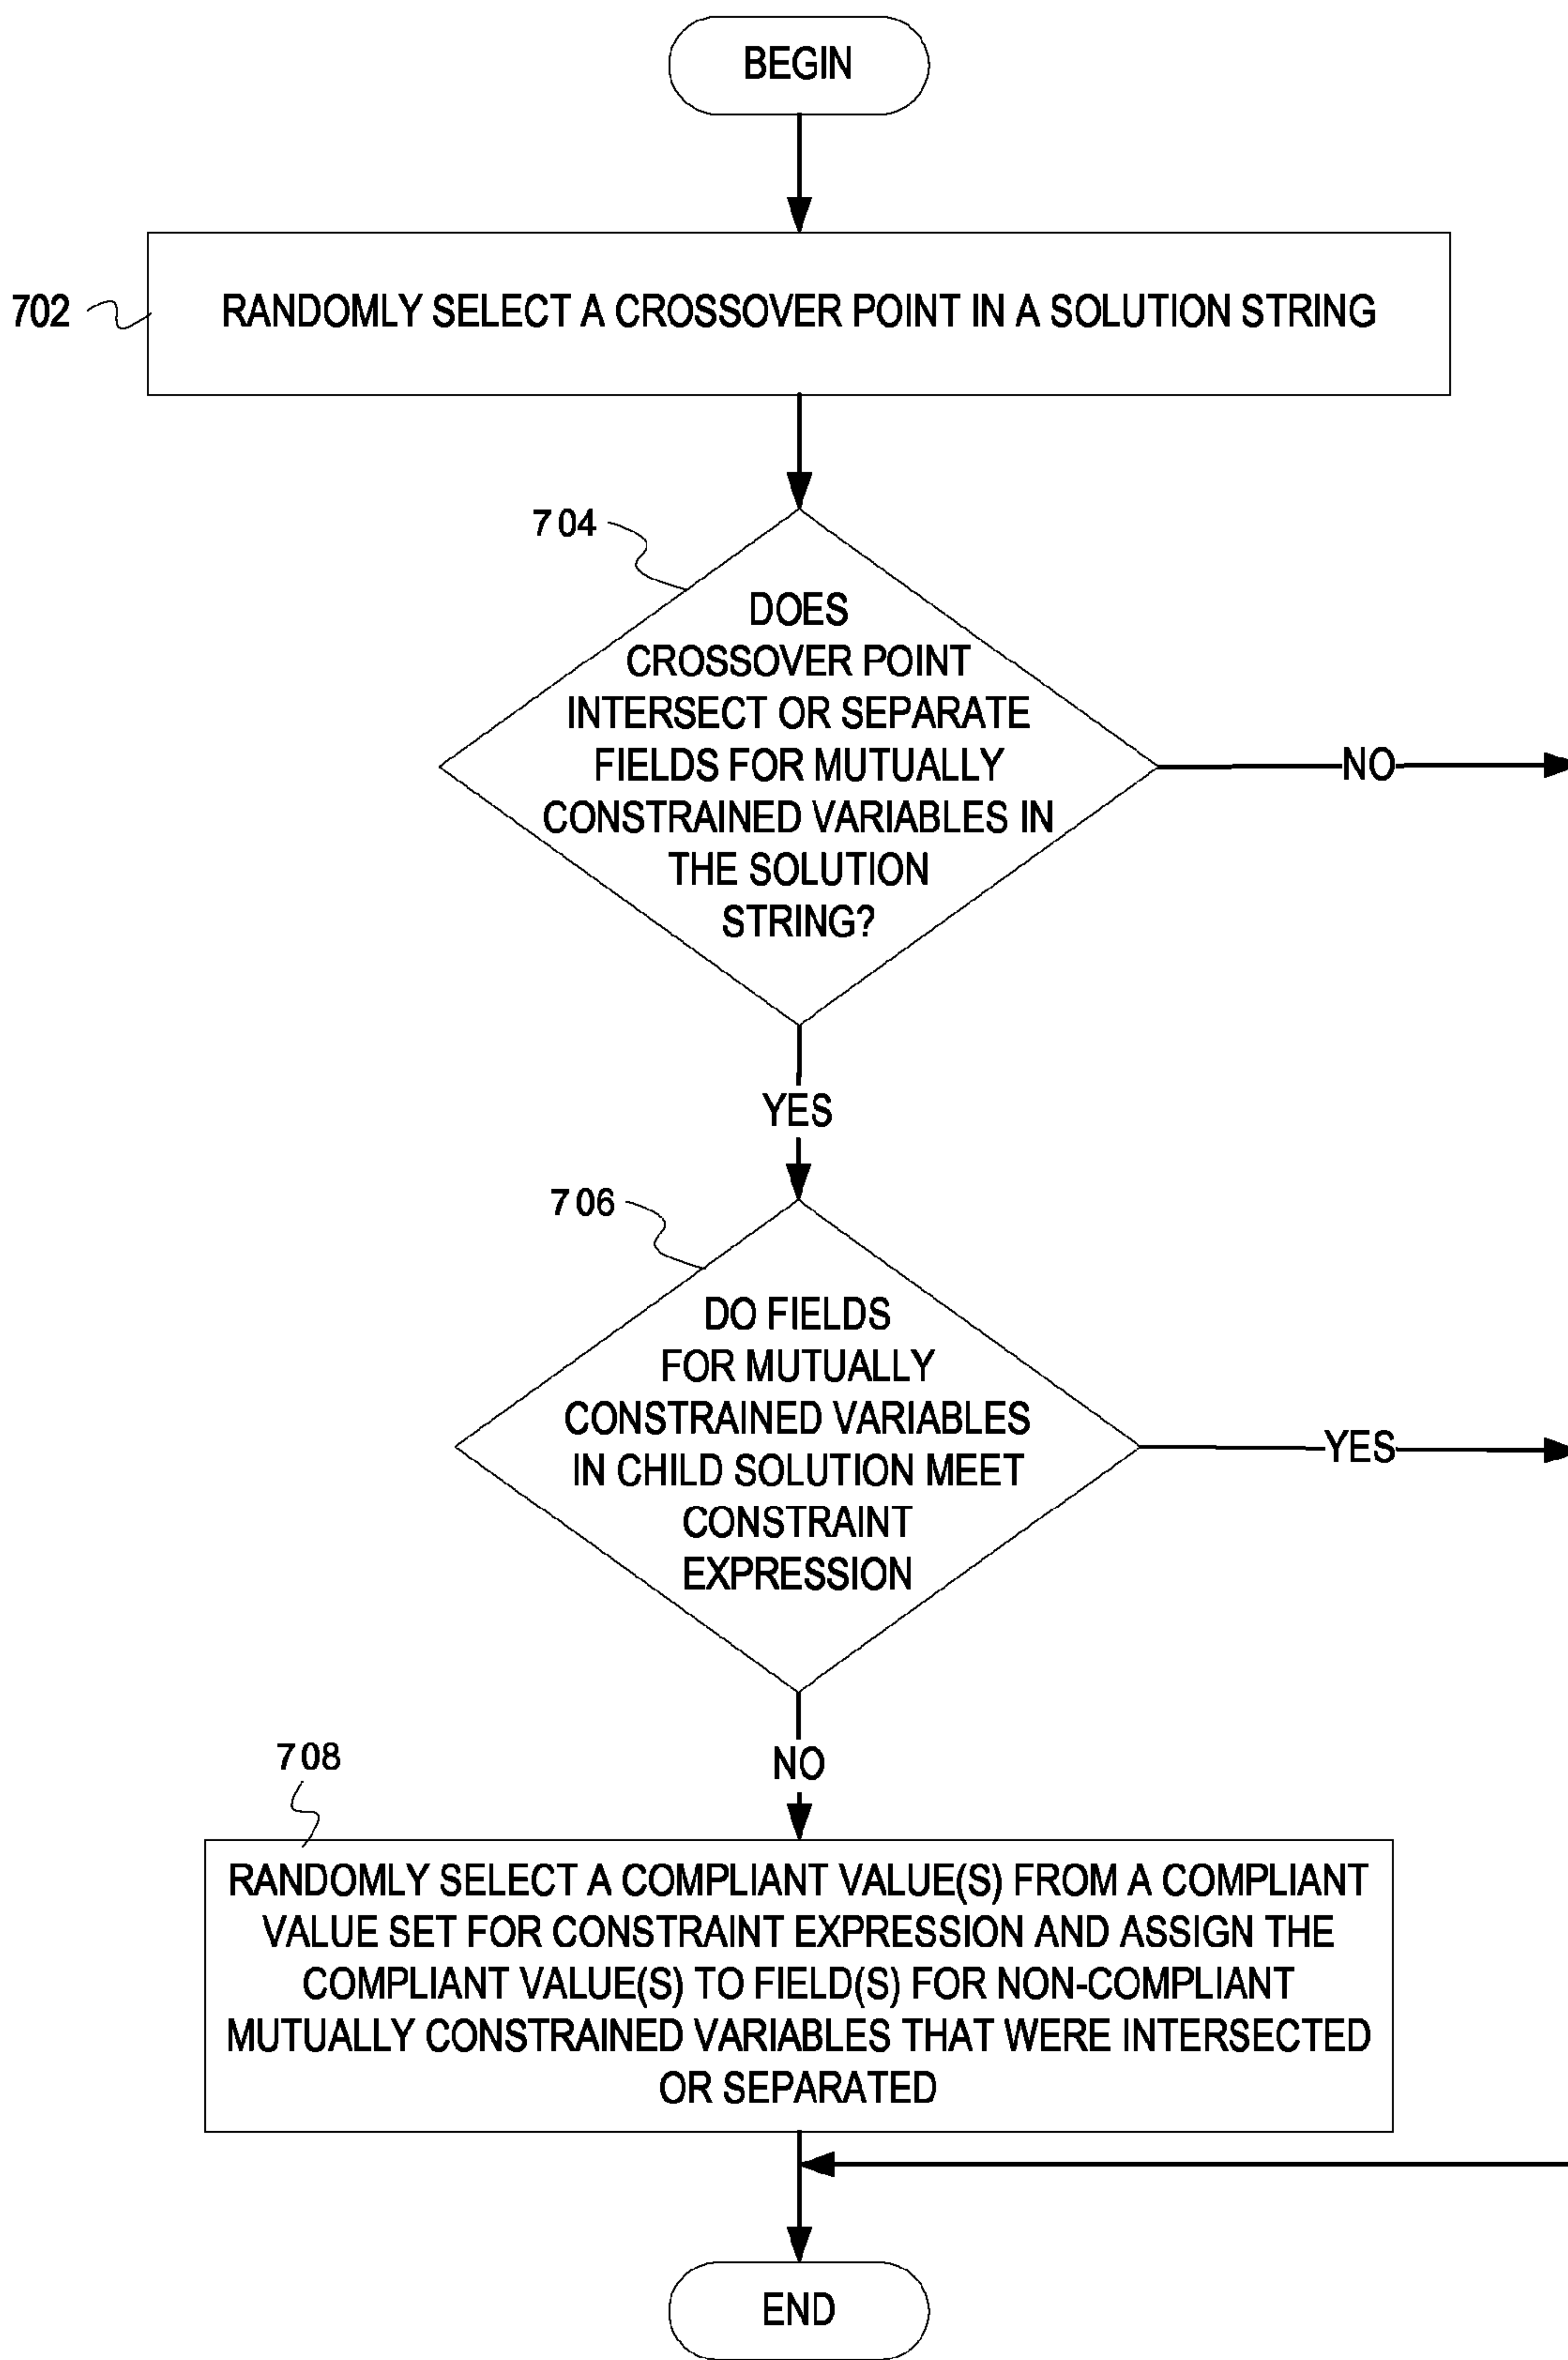 BEGIN
702
RANDOMLY SELECT A CROSSOVER POINT IN A SOLUTION STRING
704
DOES
CROSSOVER POINT
INTERSECT OR SEPARATE
FIELDS FOR MUTUALLY
CONSTRAINED VARIABLES IN
THE SOLUTION
STRING?
NO
YES
706
DO FIELDS
FOR MUTUALLY
CONSTRAINED VARIABLES
IN CHILD SOLUTION MEET
CONSTRAINT
EXPRESSION
YES
NO
708
RANDOMLY SELECT A COMPLIANT VALUE(S) FROM A COMPLIANT
VALUE SET FOR CONSTRAINT EXPRESSION AND ASSIGN THE
COMPLIANT VALUE(S) TO FIELD(S) FOR NON-COMPLIANT
MUTUALLY CONSTRAINED VARIABLES THAT WERE INTERSECTED
OR SEPARATED
END